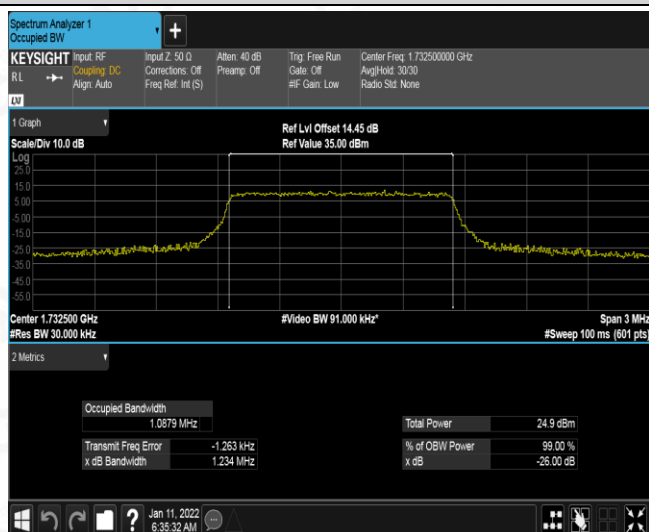 Spectrum Analyzer 1
Occupied BW
+
KEYSIGHT
RL
LXI
Input: RF
Coupling: DC
Align: Auto
Input Z: 50 Ω
Corrections: Off
Freq Ref: Int (S)
Atten: 40 dB
Preamp: Off
Trig: Free Run
Gate: Off
#IF Gain: Low
Center Freq: 1.732500000 GHz
Avg|Hold: 30/30
Radio Std: None
1 Graph
Scale/Div 10.0 dB
Ref Lvl Offset 14.45 dB
Ref Value 35.00 dBm
Log
25.0
15.0
5.00
-5.00
-15.0
-25.0
-35.0
-45.0
-55.0
Center 1.732500 GHz
#Res BW 30.000 kHz
#Video BW 91.000 kHz*
Span 3 MHz
#Sweep 100 ms (601 pts)
2 Metrics
Occupied Bandwidth
1.0879 MHz
Total Power 24.9 dBm
Transmit Freq Error -1.263 kHz
% of OBW Power 99.00 %
x dB Bandwidth 1.234 MHz
x dB -26.00 dB
?
Jan 11, 2022
6:35:32 AM